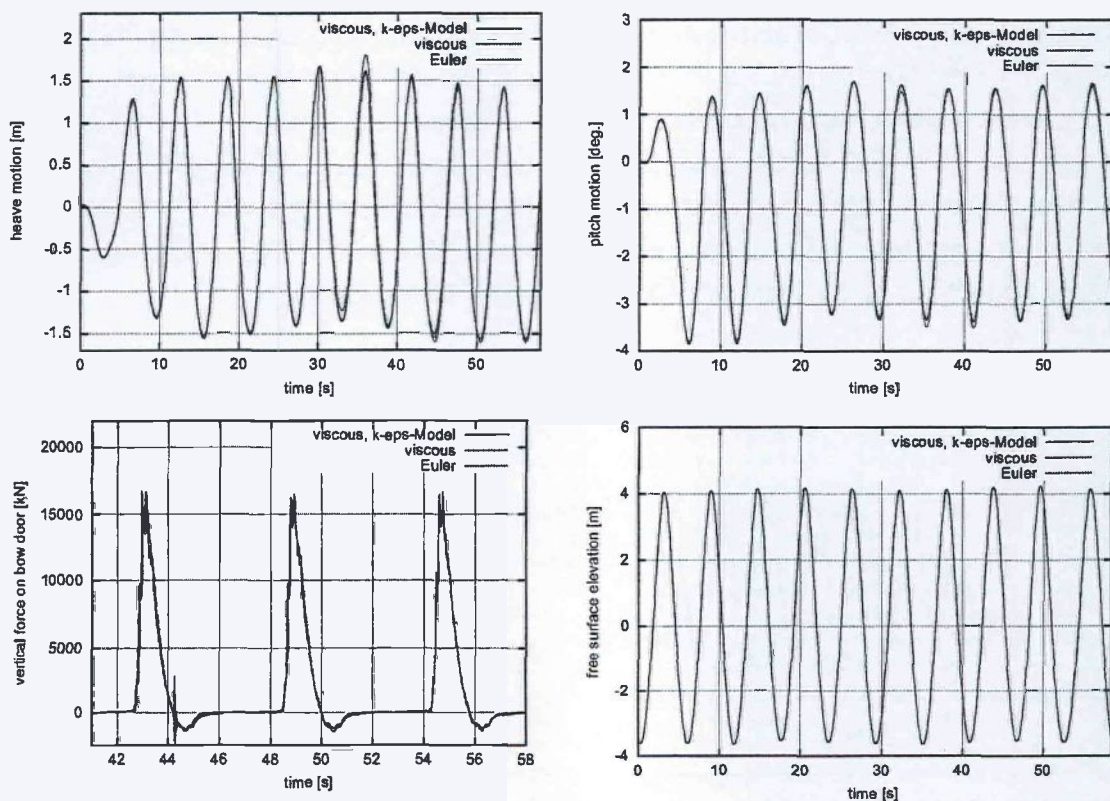 viscous, k-eps-Model
viscous
Euler
heave motion [m]
2
1.5
1
0.5
0
-0.5
-1
-1.5
0 10 20 30 40 50
time [s]
viscous, k-eps-Model
viscous
Euler
pitch motion [deg.]
3
2
1
0
-1
-2
-3
-4
0 10 20 30 40 50
time [s]
viscous, k-eps-Model
viscous
Euler
vertical force on bow door [kN]
20000
15000
10000
5000
0
42 44 46 48 50 52 54 56 58
time [s]
viscous, k-eps-Model
viscous
Euler
free surface elevation [m]
6
4
2
0
-2
-4
0 10 20 30 40 50
time [s]